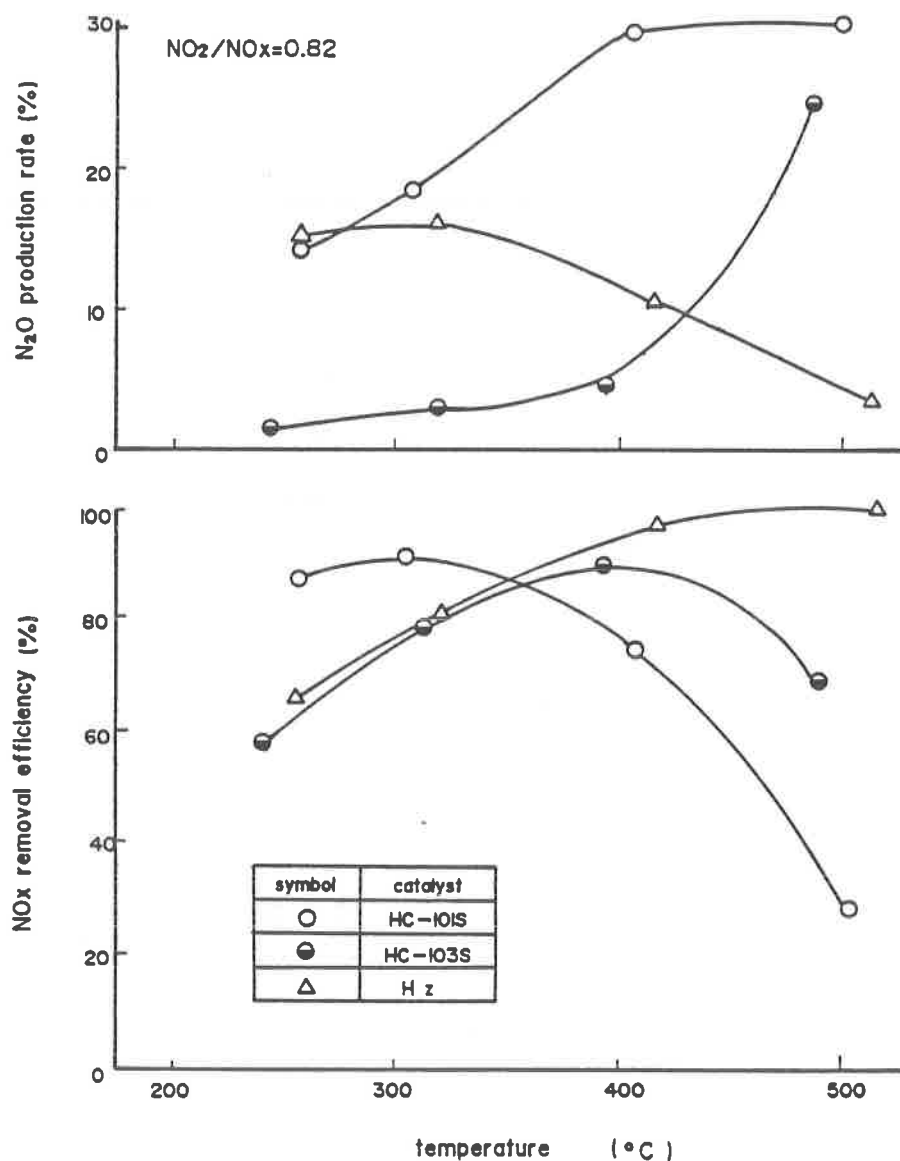 30
NO₂/NOx=0.82
20
10
0
N₂O production rate (%)
100
80
60
40
20
0
NOx removal efficiency (%)
symbol catalyst
HC-101S
HC-103S
H z
200 300 400 500
temperature (°C)